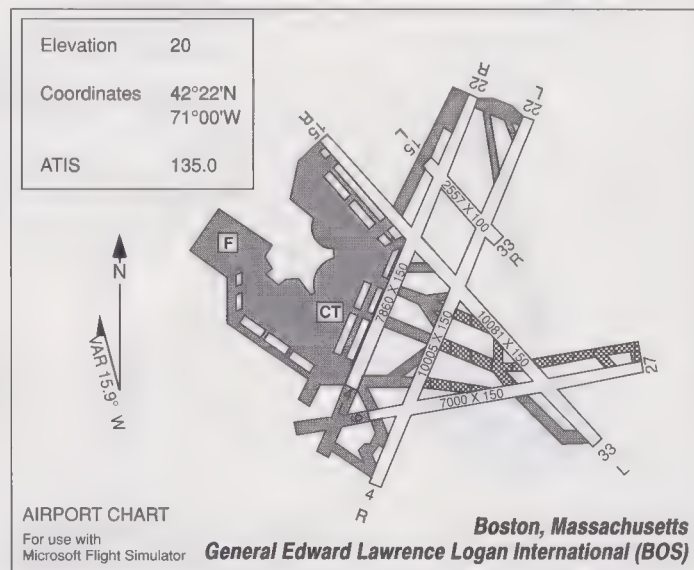 Elevation 20
Coordinates 42°22'N
71°00'W
ATIS 135.0
N
VAR 15.9° W
F
CT
15 R
15 L
22 R
22 L
2557 X 100
33 R
7860 X 150
10005 X 150
10081 X 150
7000 X 150
27
33 L
9
4 R
AIRPORT CHART
For use with
Microsoft Flight Simulator
Boston, Massachusetts
General Edward Lawrence Logan International (BOS)